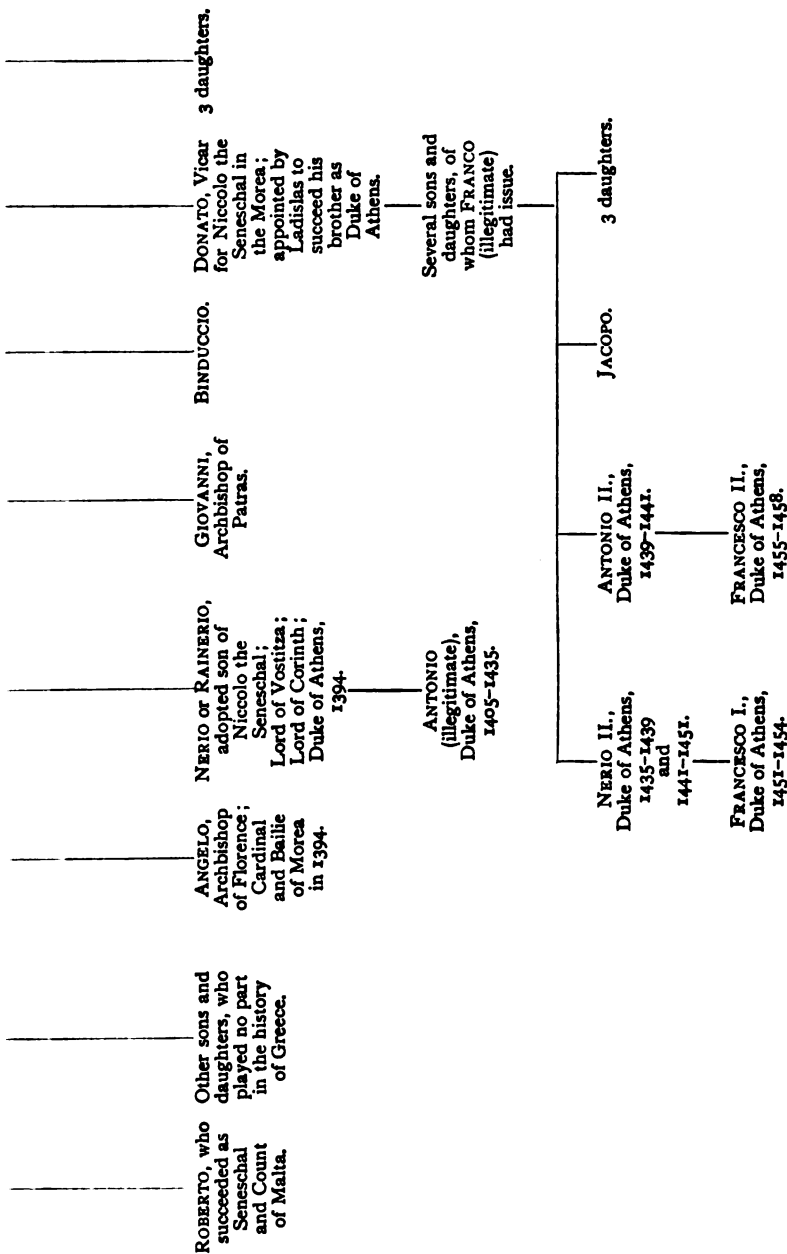 ROBERTO, who
succeeded as
Seneschal
and Count
of Malta.
Other sons and
daughters, who
played no part
in the history
of Greece.
ANGELO,
Archbishop
of Florence;
Cardinal
and Bailie
of Morea
in 1394.
NERIO OR RAINERIO,
adopted son of
Niccolo the
Seneschal;
Lord of Vostitza;
Lord of Corinth;
Duke of Athens,
1394.
GIOVANNI,
Archbishop of
Patras.
BINDUCCIO.
DONATO, Vicar
for Niccolo the
Seneschal in
the Morea;
appointed by
Ladislas to
succeed his
brother as
Duke of
Athens.
3 daughters.
ANTONIO
(illegitimate),
Duke of Athens,
1405–1435.
Several sons and
daughters, of
whom FRANCO
(illegitimate)
had issue.
NERIO II.,
Duke of Athens,
1435–1439
and
1441–1451.
ANTONIO II.,
Duke of Athens,
1439–1441.
JACOPO.
3 daughters.
FRANCESCO I.,
Duke of Athens,
1451–1454.
FRANCESCO II.,
Duke of Athens,
1455–1458.